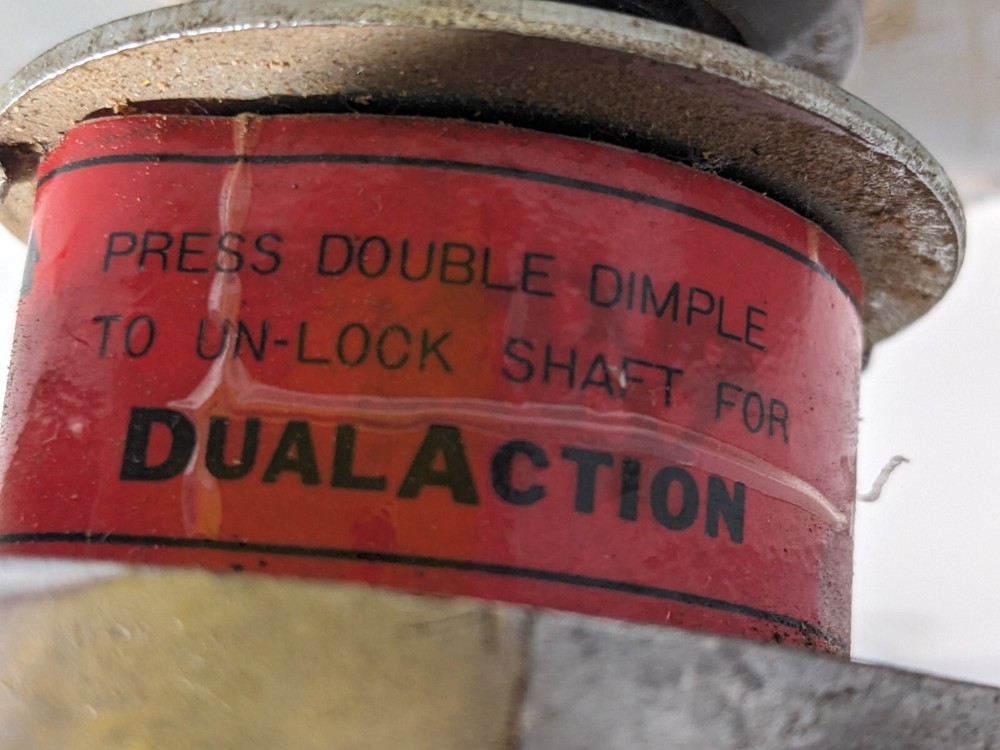 PRESS DOUBLE DIMPLE
TO UN-LOCK SHAFT FOR
DUALACTION